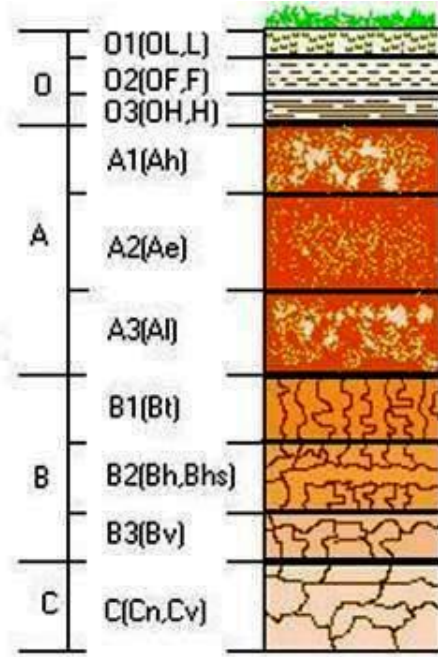 O
O1(OL,L)
O2(OF,F)
O3(OH,H)
A
A1(Ah)
A2(Ae)
A3(Al)
B
B1(Bt)
B2(Bh,Bhs)
B3(Bv)
C
C(Cn,Cv)